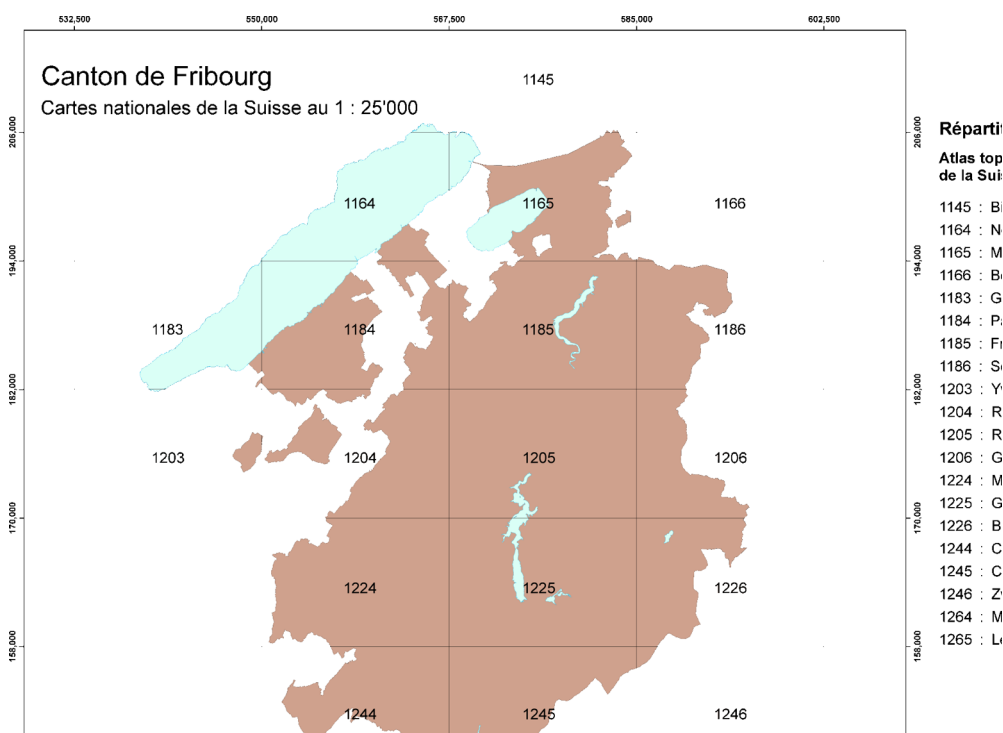 532,500 550,000 567,500 585,000 602,500
Canton de Fribourg
Cartes nationales de la Suisse au 1 : 25'000
1145
206,000 206,000
1164 1165 1166
194,000 194,000
1183 1184 1185 1186
182,000 182,000
1203 1204 1205 1206
170,000 170,000
1224 1225 1226
158,000 158,000
1244 1245 1246
Répartit
Atlas top
de la Suis
1145 : Bi
1164 : Ne
1165 : M
1166 : Be
1183 : G
1184 : Pa
1185 : Fr
1186 : Sc
1203 : Yv
1204 : R
1205 : R
1206 : G
1224 : M
1225 : G
1226 : B
1244 : C
1245 : C
1246 : Zw
1264 : M
1265 : Le